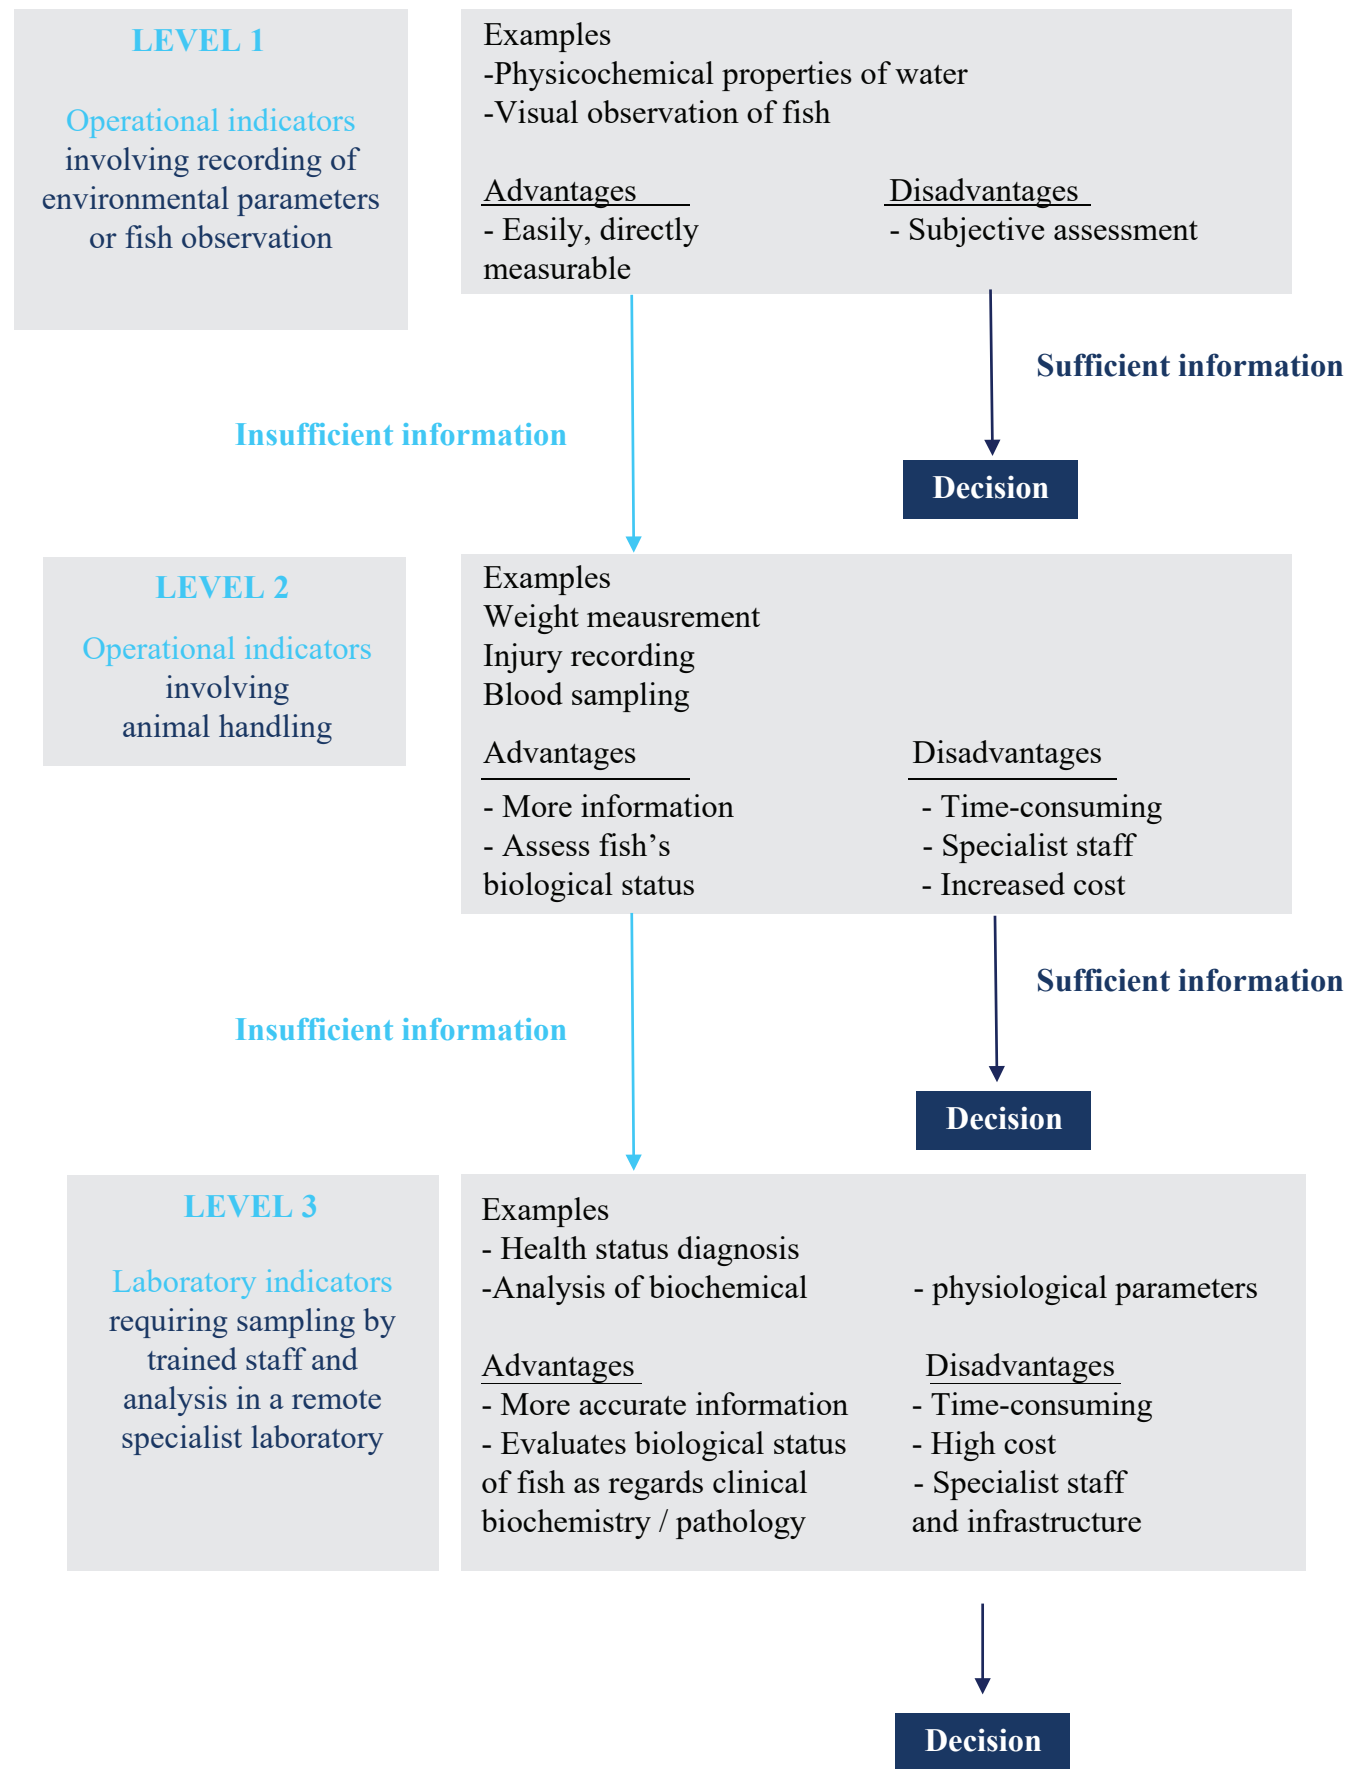 LEVEL 1
Operational indicators
involving recording of
environmental parameters
or fish observation
Examples
-Physicochemical properties of water
-Visual observation of fish
Advantages
- Easily, directly
measurable
Disadvantages
- Subjective assessment
Sufficient information
Insufficient information
Decision
LEVEL 2
Operational indicators
involving
animal handling
Examples
Weight meausrement
Injury recording
Blood sampling
Advantages
- More information
- Assess fish’s
biological status
Disadvantages
- Time-consuming
- Specialist staff
- Increased cost
Sufficient information
Insufficient information
Decision
LEVEL 3
Laboratory indicators
requiring sampling by
trained staff and
analysis in a remote
specialist laboratory
Examples
- Health status diagnosis
-Analysis of biochemical - physiological parameters
Advantages
- More accurate information
- Evaluates biological status
of fish as regards clinical
biochemistry / pathology
Disadvantages
- Time-consuming
- High cost
- Specialist staff
and infrastructure
Decision